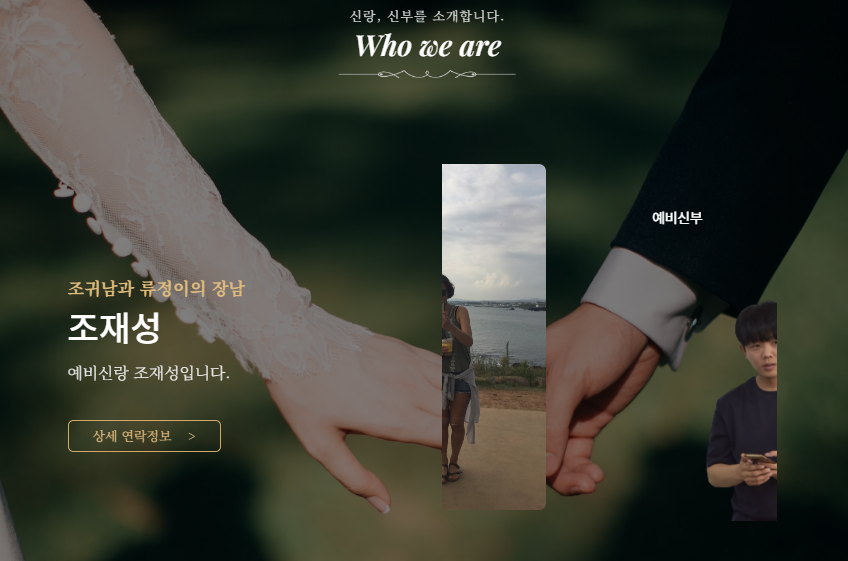 신랑, 신부를 소개합니다.
Who we are
예비신부
조귀남과 류정이의 장남
조재성
예비신랑 조재성입니다.
상세 연락정보 >